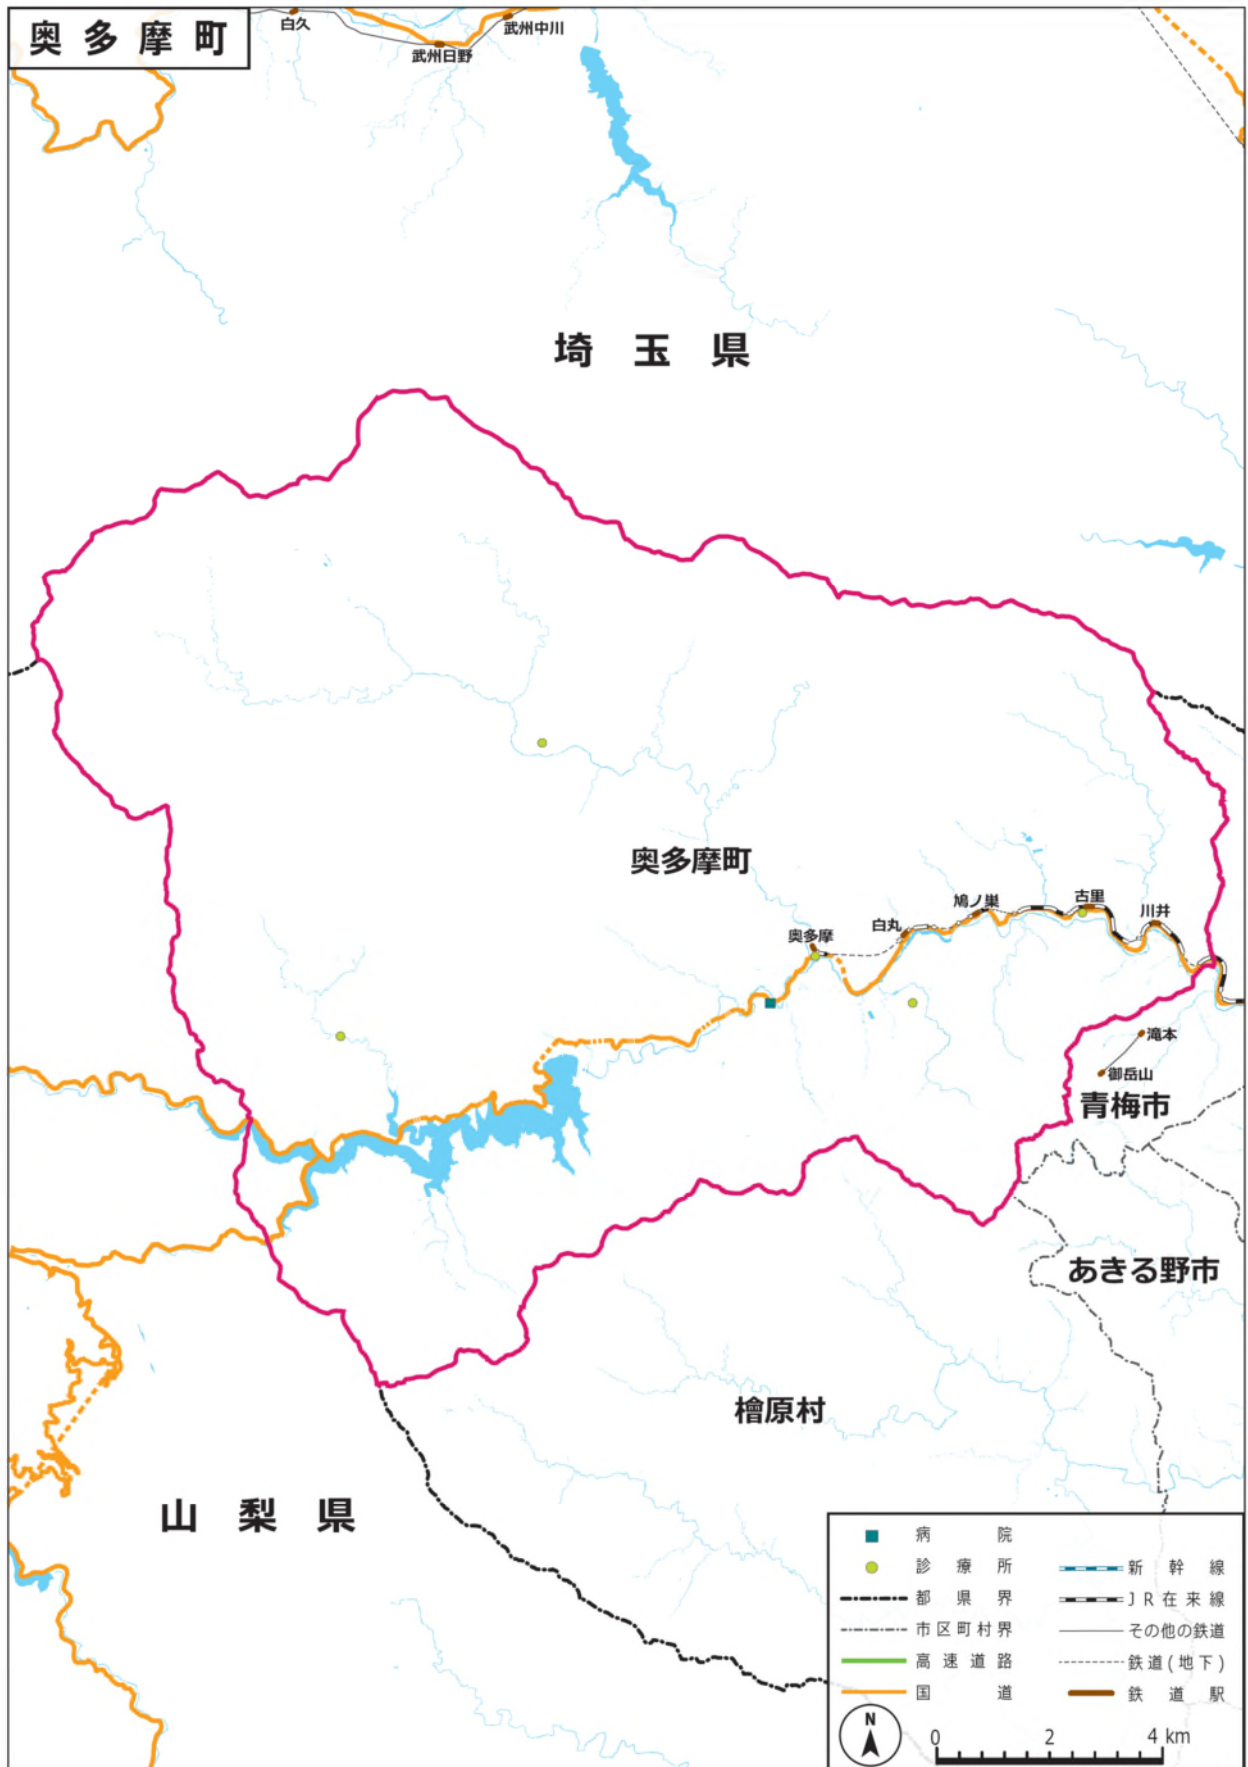 奥多摩町
白久
武州日野
武州中川
埼玉県
奥多摩町
奥多摩
白丸
鳩ノ巣
古里
川井
滝本
御岳山
青梅市
あきる野市
檜原村
山梨県
病院
診療所
都県界
市区町村界
高速道路
国道
新幹線
JR在来線
その他の鉄道
鉄道(地下)
鉄道駅
N
0 2 4 km